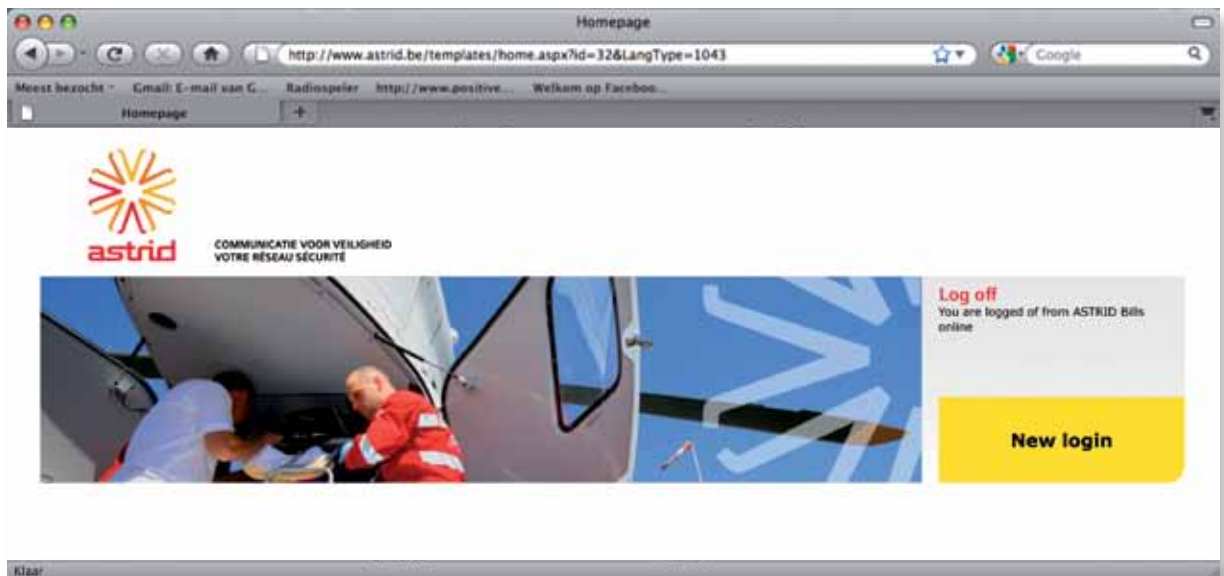 Homepage
http://www.astrid.be/templates/home.aspx?id=32&LangType=1043
Google
Meest bezocht
Gmail: E-mail van G...
Radiospeler
http://www.positive...
Welkom op Faceboo...
Homepage
+
astrid
COMMUNICATIE VOOR VEILIGHEID
VOTRE RÉSEAU SÉCURITÉ
Log off
You are logged of from ASTRID Bills
online
New login
Klaar